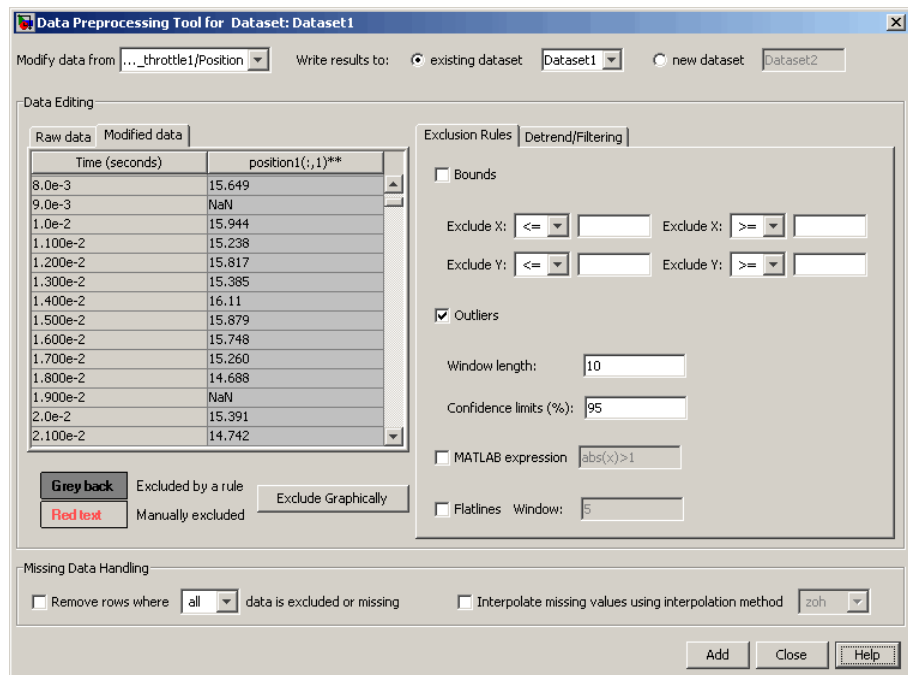 Data Preprocessing Tool for Dataset: Dataset1
Modify data from ..._throttle1/Position Write results to: existing dataset Dataset1 new dataset Dataset2
Data Editing
Raw data Modified data
Time (seconds) position1(:,1)**
8.0e-3 15.649
9.0e-3 NaN
1.0e-2 15.944
1.100e-2 15.238
1.200e-2 15.817
1.300e-2 15.385
1.400e-2 16.11
1.500e-2 15.879
1.600e-2 15.748
1.700e-2 15.260
1.800e-2 14.688
1.900e-2 NaN
2.0e-2 15.391
2.100e-2 14.742
Grey back Excluded by a rule
Red text Manually excluded
Exclude Graphically
Exclusion Rules Detrend/Filtering
Bounds
Exclude X: <= Exclude X: >=
Exclude Y: <= Exclude Y: >=
Outliers
Window length: 10
Confidence limits (%): 95
MATLAB expression abs(x)>1
Flatlines Window: 5
Missing Data Handling
Remove rows where all data is excluded or missing Interpolate missing values using interpolation method zoh
Add Close Help